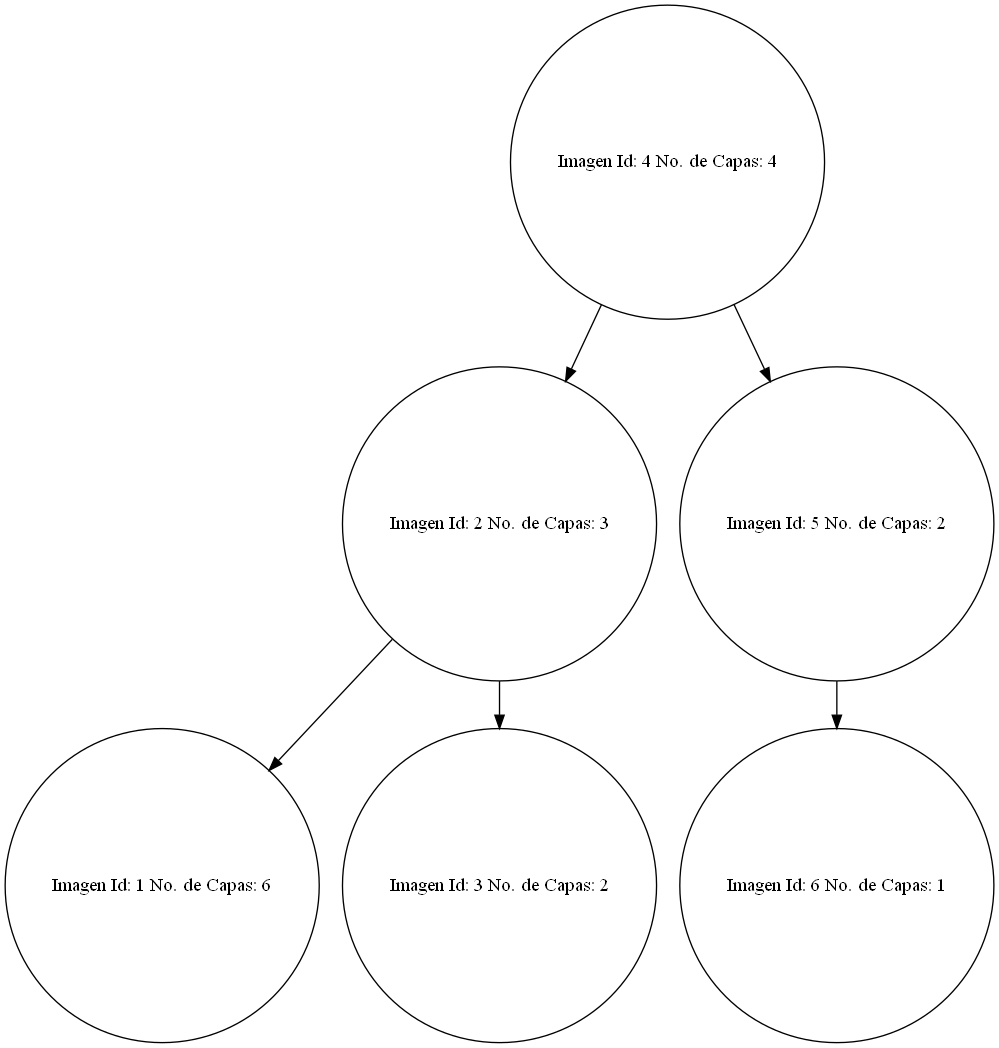 Imagen Id: 4 No. de Capas: 4
Imagen Id: 2 No. de Capas: 3
Imagen Id: 5 No. de Capas: 2
Imagen Id: 1 No. de Capas: 6
Imagen Id: 3 No. de Capas: 2
Imagen Id: 6 No. de Capas: 1